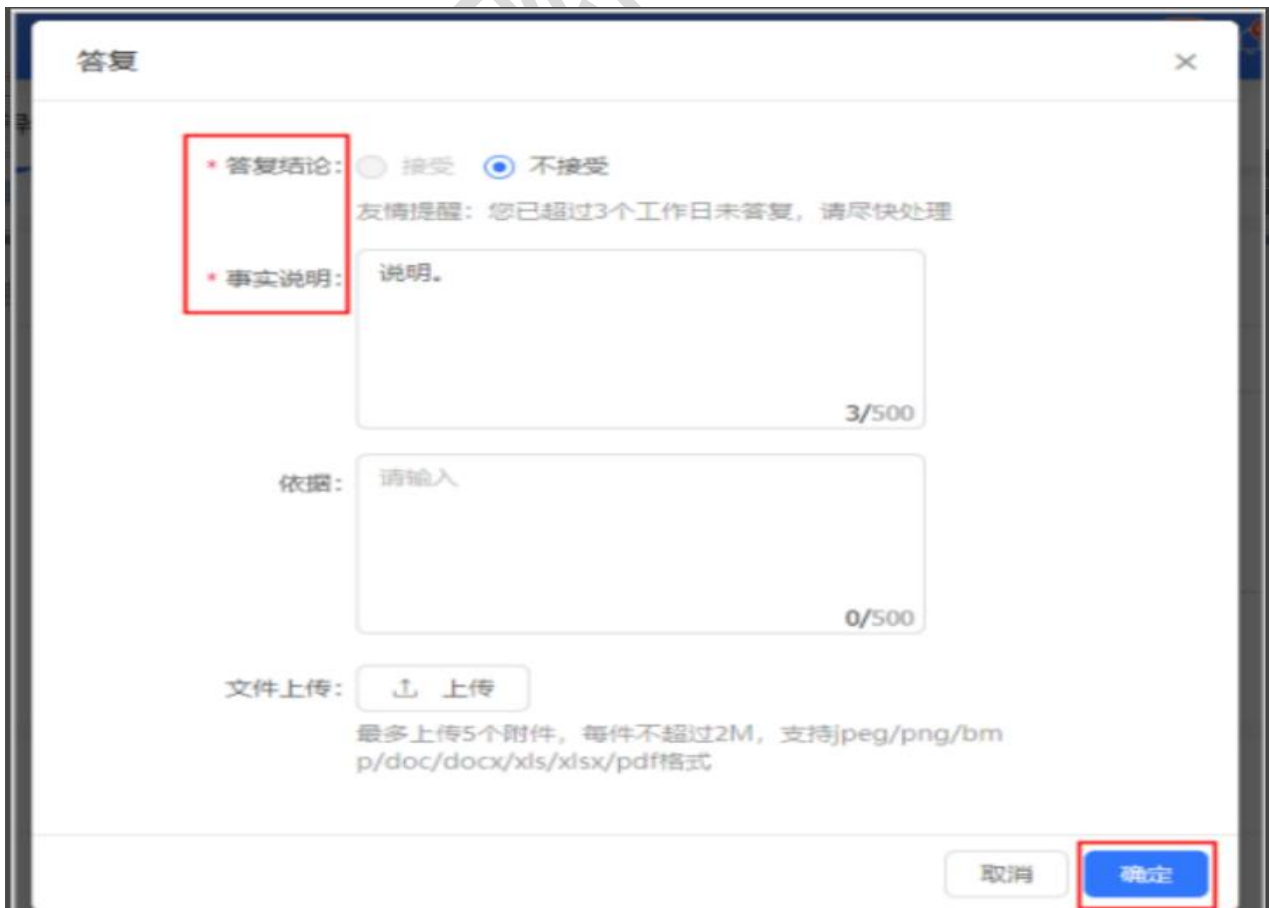 答复
* 答复结论: 接受 不接受
友情提醒：您已超过3个工作日未答复，请尽快处理
* 事实说明: 说明。
3/500
依据: 请输入
0/500
文件上传: 上传
最多上传5个附件，每件不超过2M，支持jpeg/png/bm
p/doc/docx/xls/xlsx/pdf格式
取消 确定